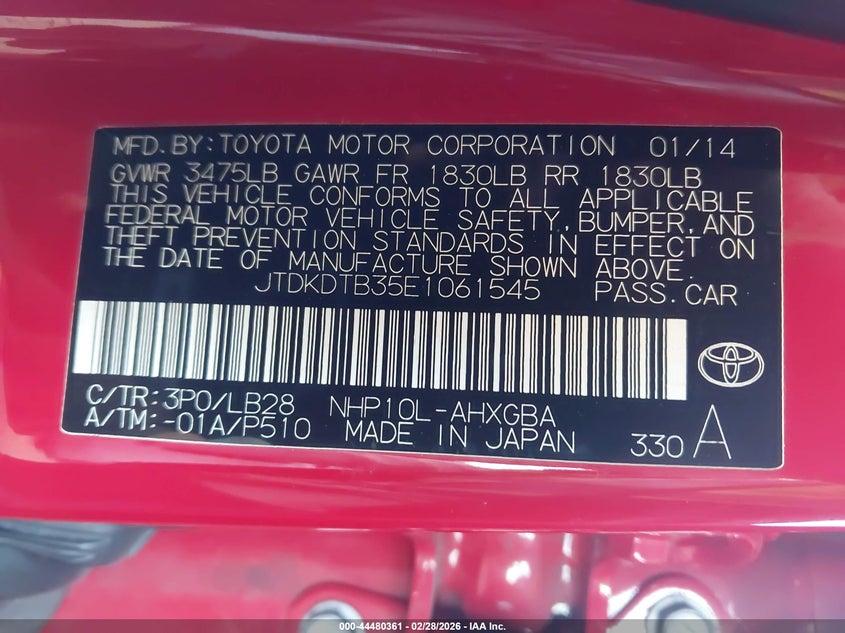 MFD. BY: TOYOTA MOTOR CORPORATION 01/14
GVWR 3475LB GAWR FR 1830LB RR 1830LB
THIS VEHICLE CONFORMS TO ALL APPLICABLE
FEDERAL MOTOR VEHICLE SAFETY, BUMPER, AND
THEFT PREVENTION STANDARDS IN EFFECT ON
THE DATE OF MANUFACTURE SHOWN ABOVE.
JTDKDTB35E1061545 PASS. CAR
C/TR: 3P0/LB28 NHP10L-AHXGBA
A/TM: -01A/P510 MADE IN JAPAN 330 A
000-44480361 - 02/28/2026 - IAA Inc.